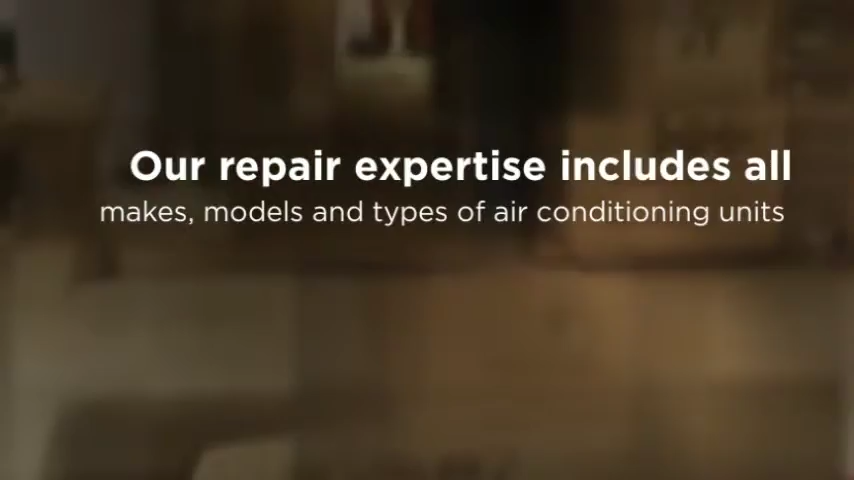 Our repair expertise includes all
makes, models and types of air conditioning units